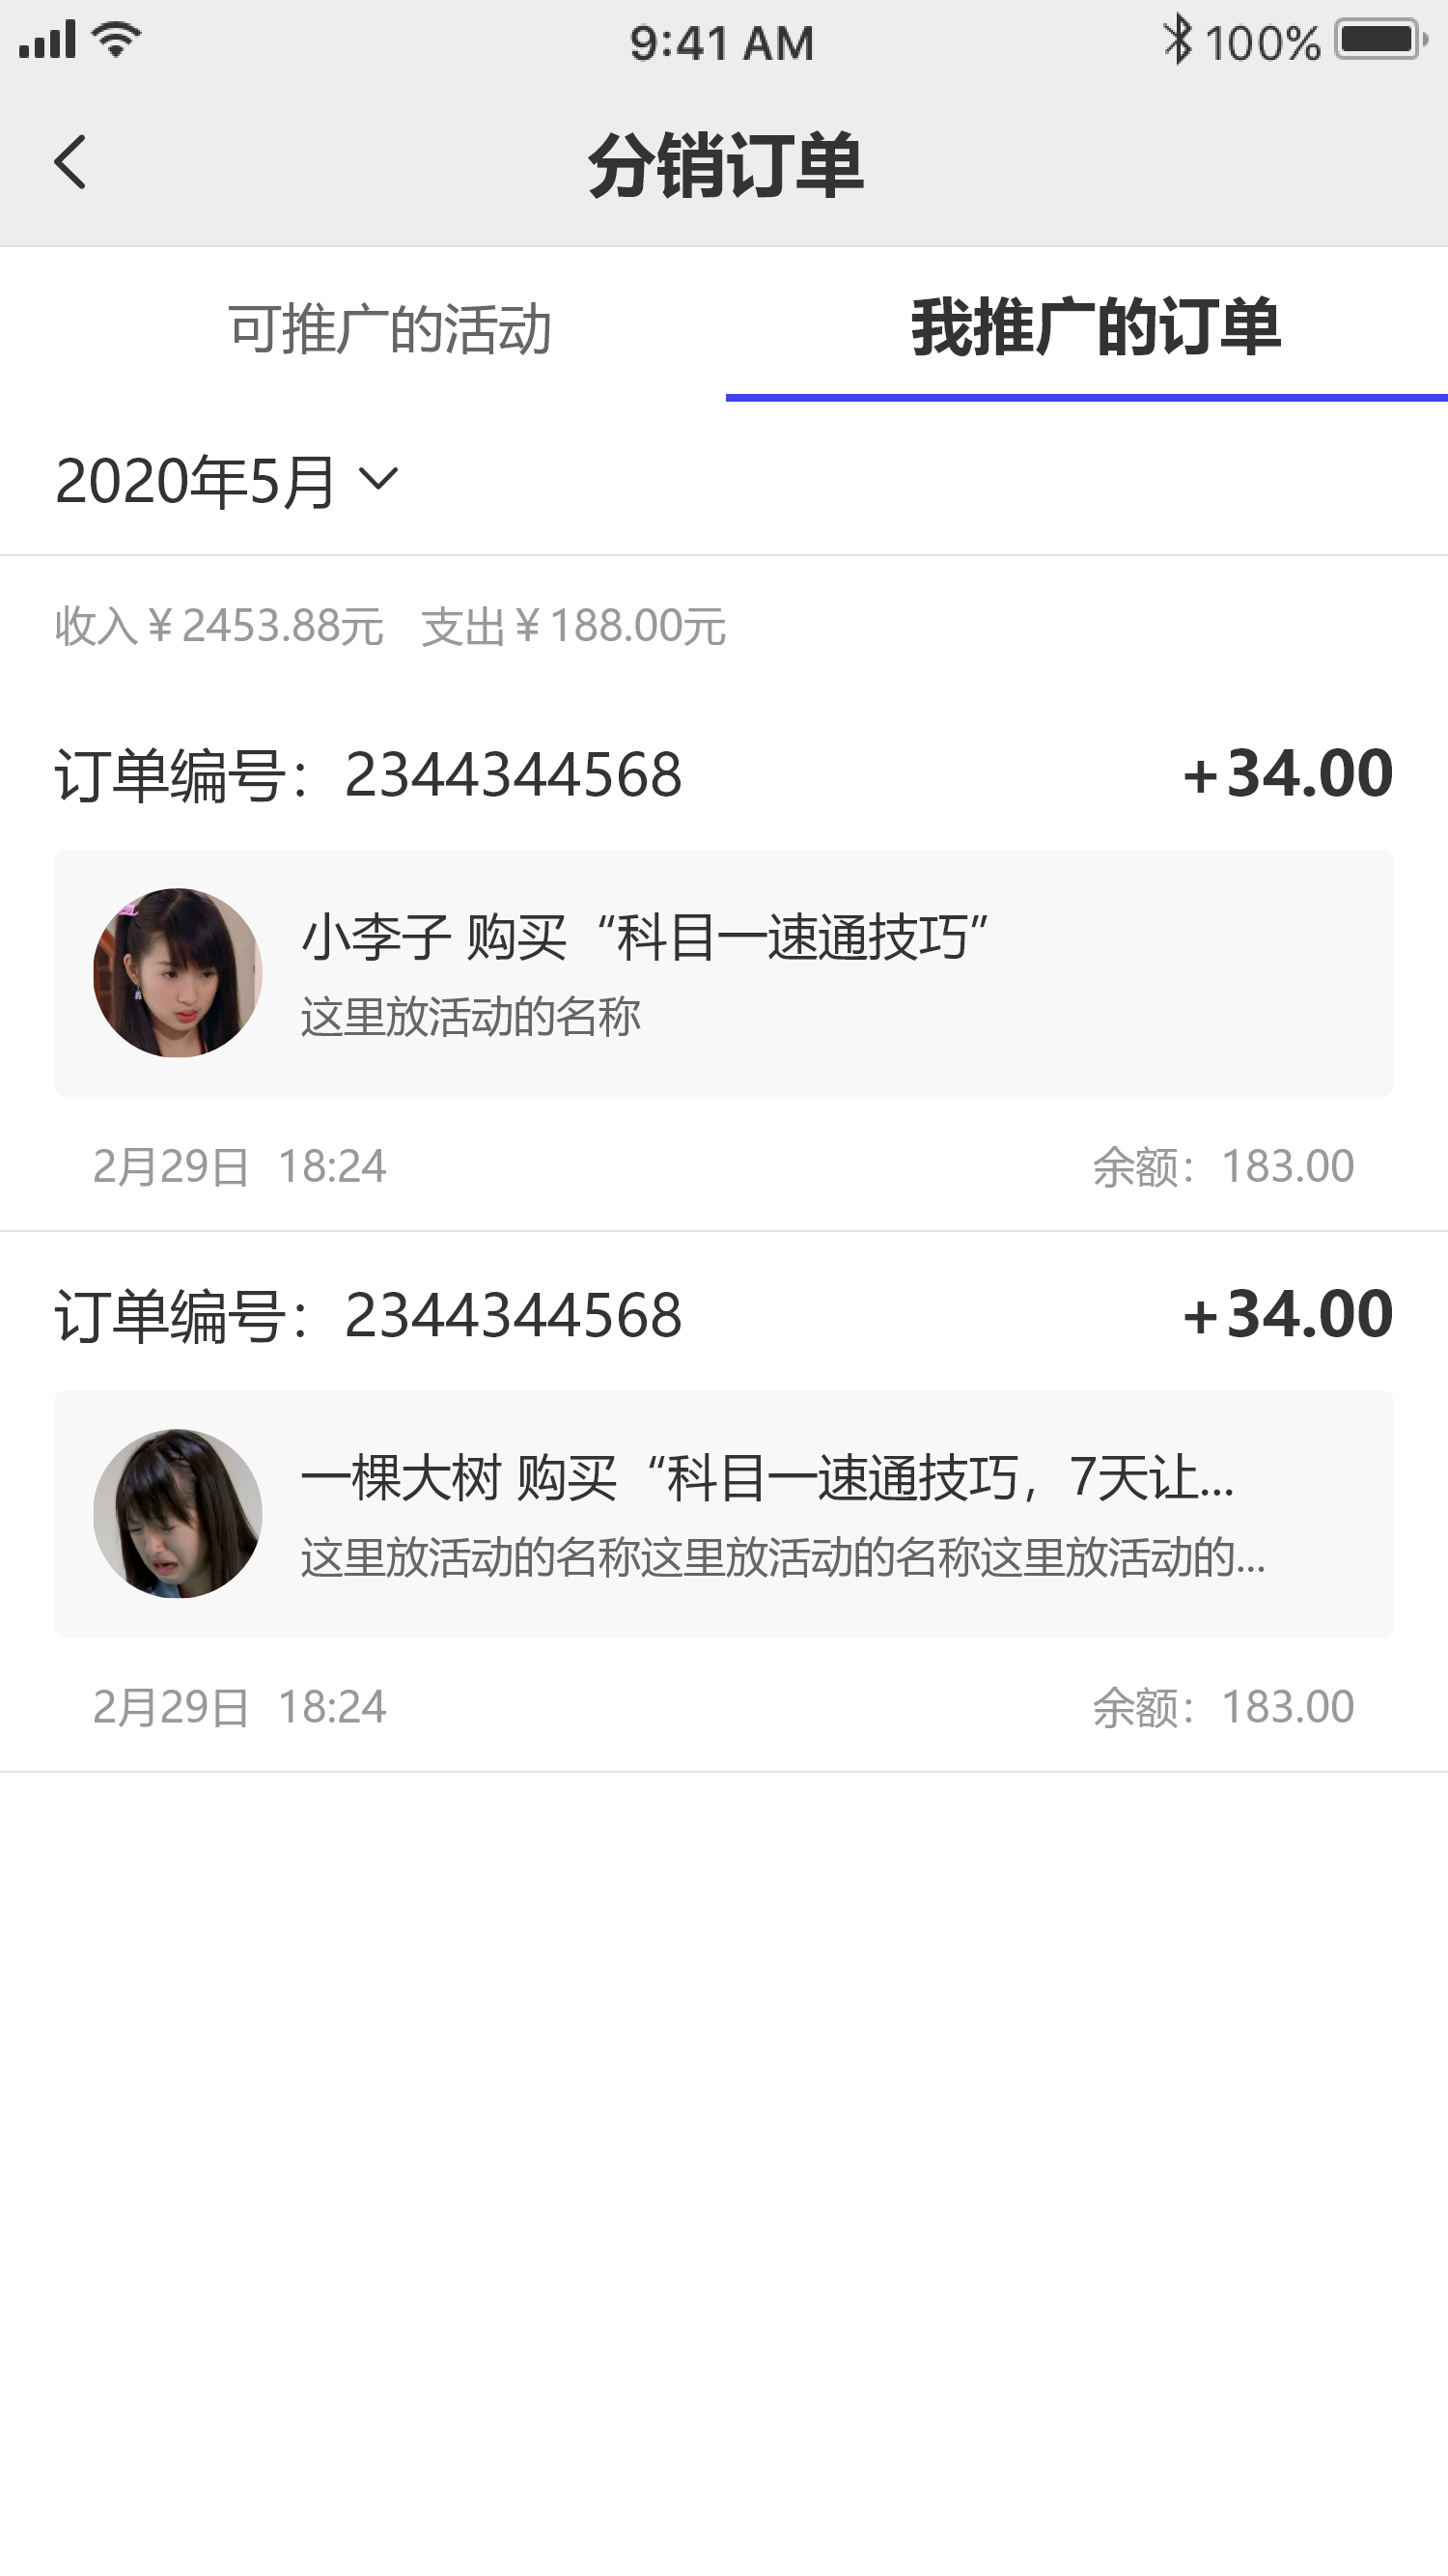 9:41 AM
100%
分销订单
可推广的活动
我推广的订单
2020年5月
收入¥2453.88元 支出¥188.00元
订单编号：2344344568
+34.00
小李子 购买“科目一速通技巧”
这里放活动的名称
2月29日 18:24
余额：183.00
订单编号：2344344568
+34.00
一棵大树 购买“科目一速通技巧，7天让...
这里放活动的名称这里放活动的名称这里放活动的...
2月29日 18:24
余额：183.00